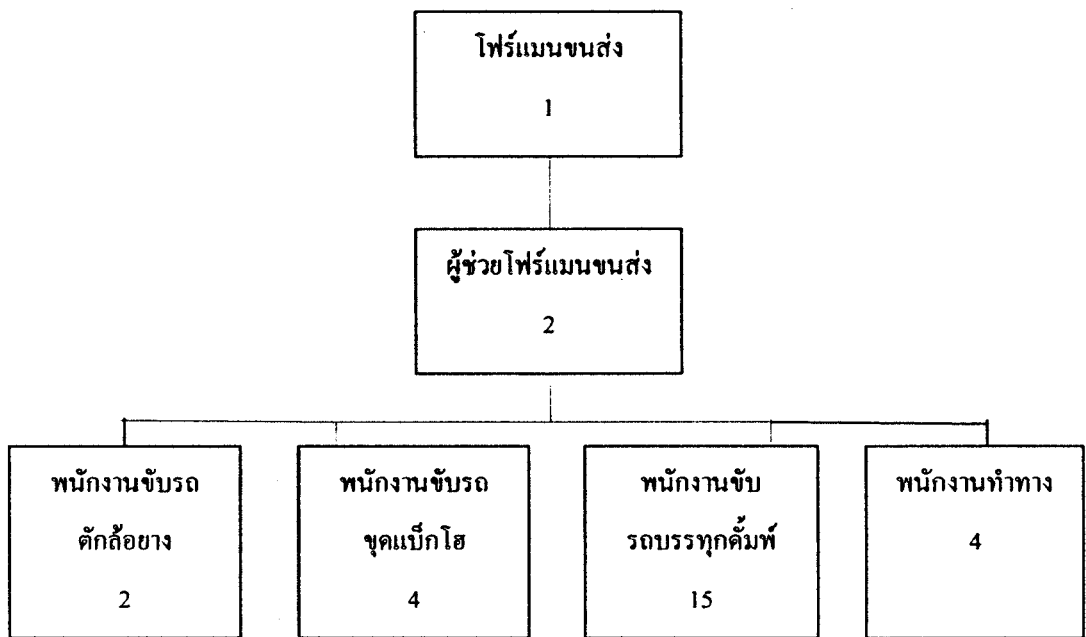 โฟร์แมนขนส่ง
1
ผู้ช่วยโฟร์แมนขนส่ง
2
พนักงานขับรถ
ตักล้อยาง
2
พนักงานขับรถ
ขุดแบ็กโฮ
4
พนักงานขับ
รถบรรทุกดั้มพ์
15
พนักงานทำทาง
4